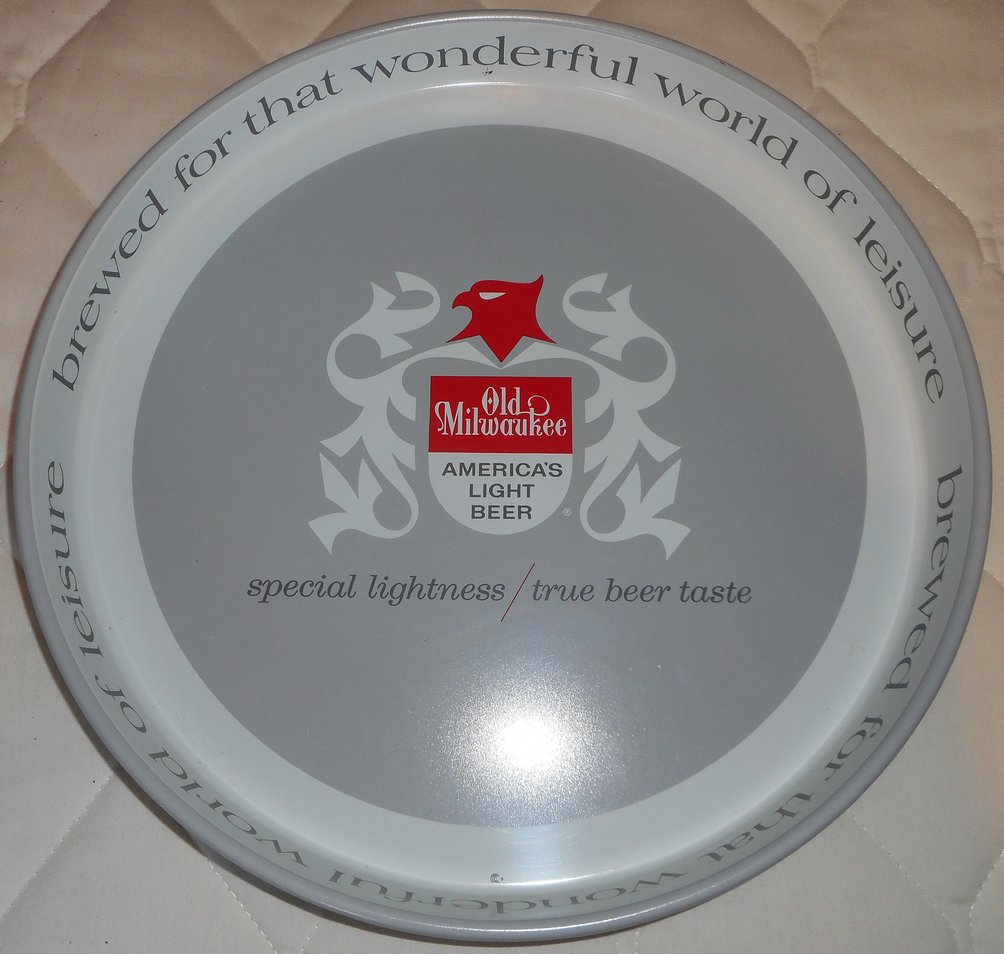 brewed for that wonderful world of leisure
Old
Milwaukee
AMERICA'S
LIGHT
BEER ®
special lightness / true beer taste
brewed for that wonderful world of leisure